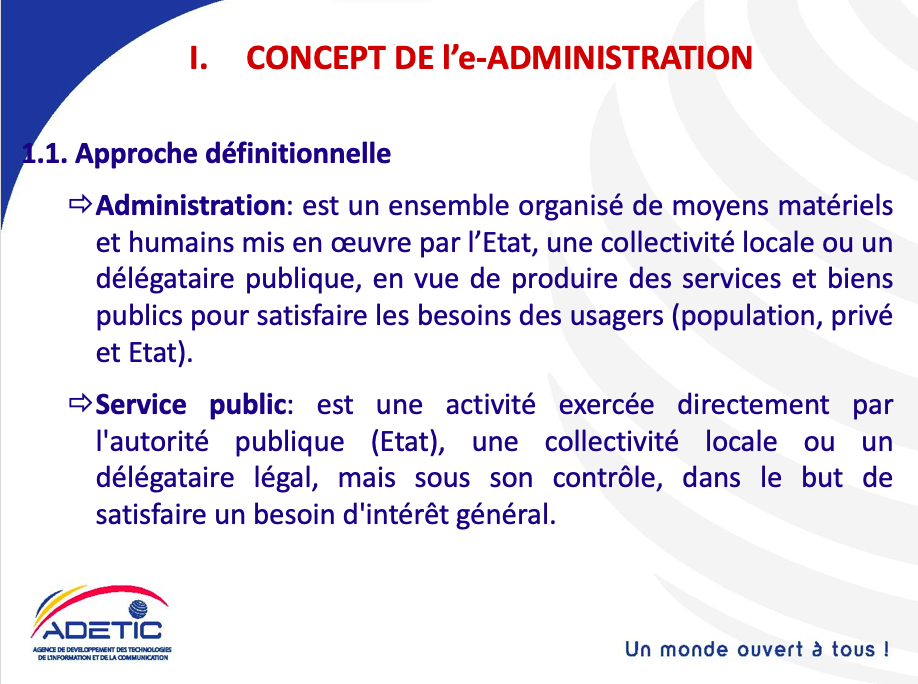 I. CONCEPT DE l’e-ADMINISTRATION
1.1. Approche définitionnelle
⇨Administration: est un ensemble organisé de moyens matériels
et humains mis en œuvre par l’Etat, une collectivité locale ou un
délégataire publique, en vue de produire des services et biens
publics pour satisfaire les besoins des usagers (population, privé
et Etat).
⇨Service public: est une activité exercée directement par
l'autorité publique (Etat), une collectivité locale ou un
délégataire légal, mais sous son contrôle, dans le but de
satisfaire un besoin d'intérêt général.
ADETIC
AGENCE DE DEVELOPPEMENT DES TECHNOLOGIES
DE L'INFORMATION ET DE LA COMMUNICATION
Un monde ouvert à tous !